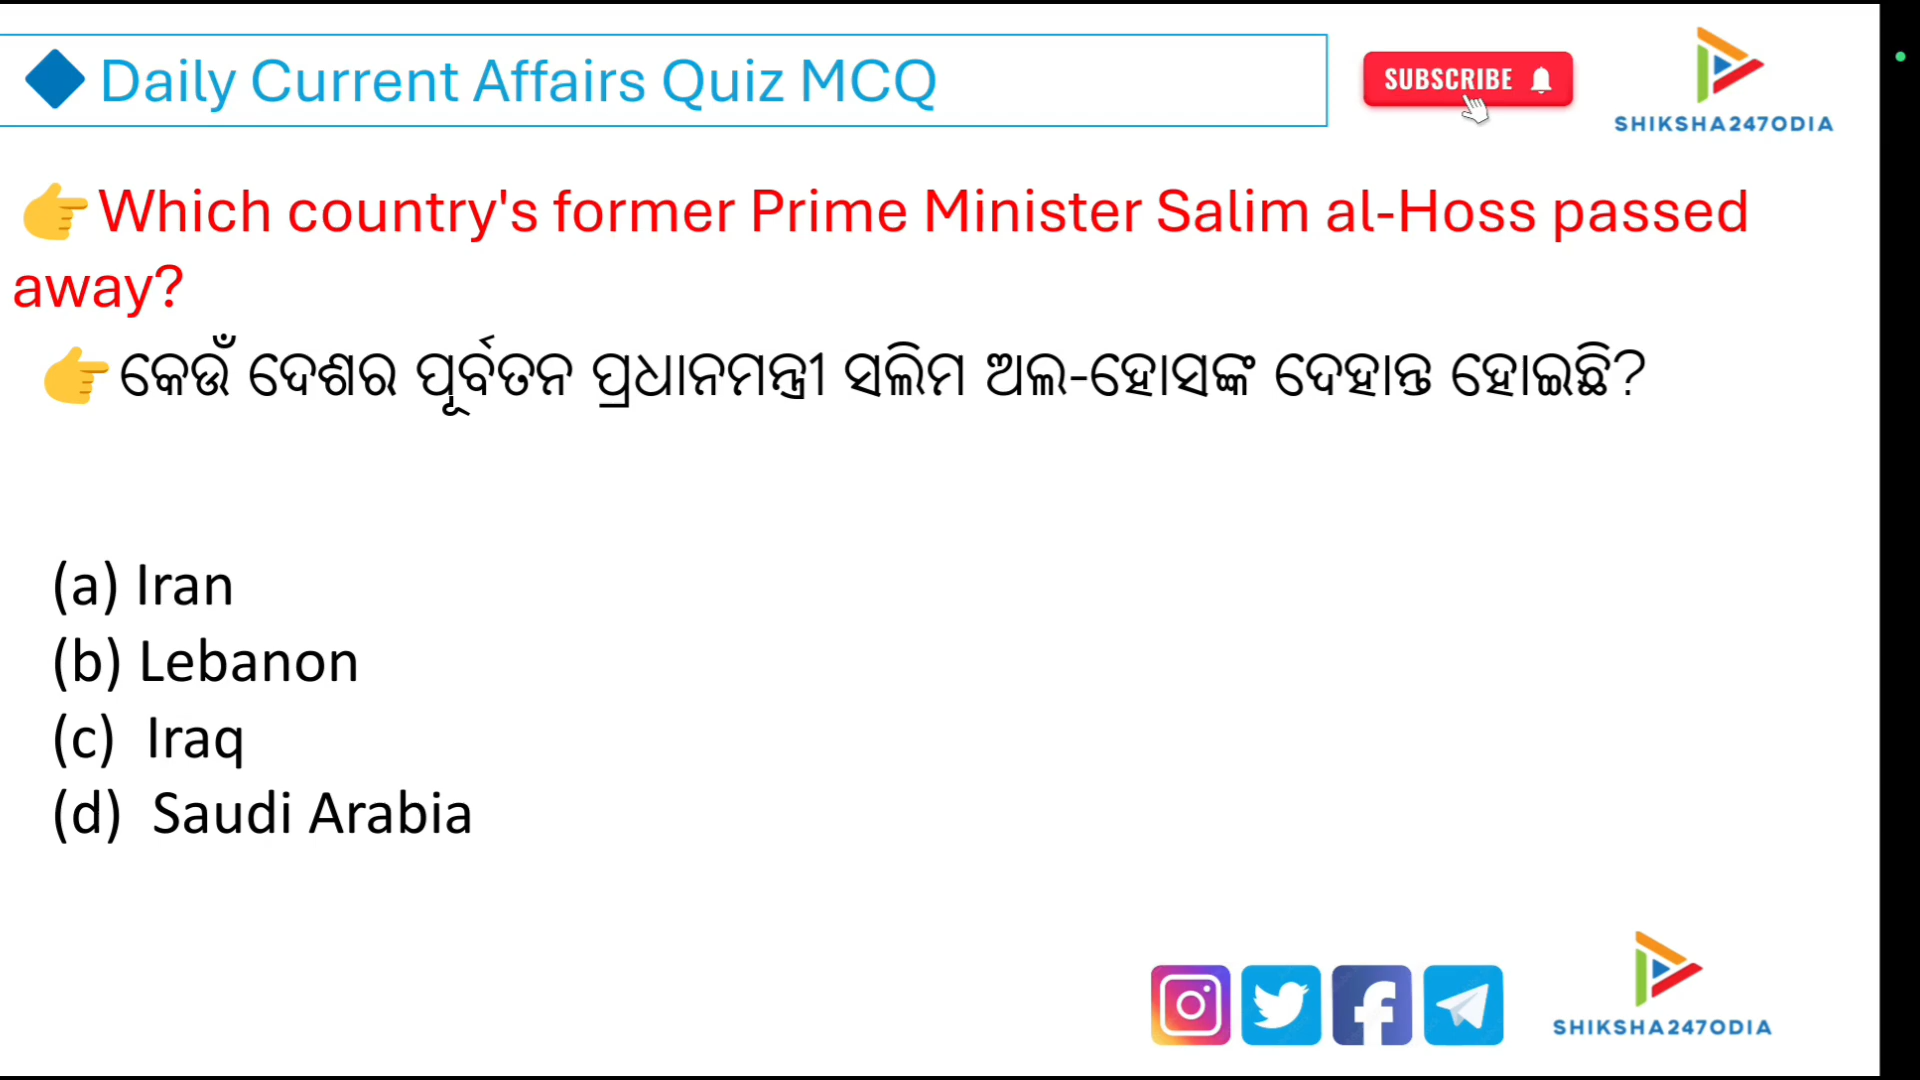 Daily Current Affairs Quiz MCQ
SUBSCRIBE
SHIKSHA247ODIA
Which country's former Prime Minister Salim al-Hoss passed
away?
କେଉଁ ଦେଶର ପୂର୍ବତନ ପ୍ରଧାନମନ୍ତ୍ରୀ ସଲିମ ଅଲ-ହୋସଙ୍କ ଦେହାନ୍ତ ହୋଇଛି?
(a) Iran
(b) Lebanon
(c) Iraq
(d) Saudi Arabia
SHIKSHA247ODIA